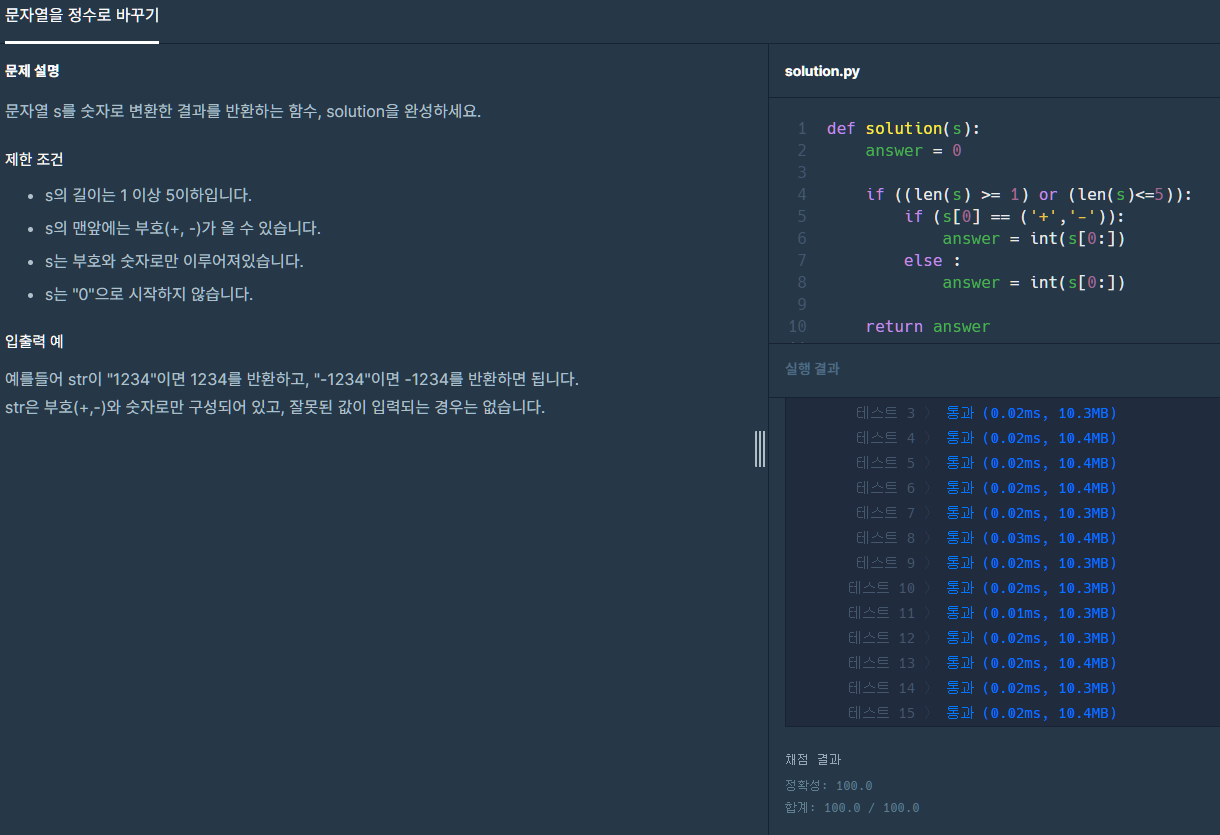 문자열을 정수로 바꾸기
문제 설명
문자열 s를 숫자로 변환한 결과를 반환하는 함수, solution을 완성하세요.
제한 조건
• s의 길이는 1 이상 5이하입니다.
• s의 맨앞에는 부호(+, -)가 올 수 있습니다.
• s는 부호와 숫자로만 이루어져있습니다.
• s는 "0"으로 시작하지 않습니다.
입출력 예
예를들어 str이 "1234"이면 1234를 반환하고, "-1234"이면 -1234를 반환하면 됩니다.
str은 부호(+,-)와 숫자로만 구성되어 있고, 잘못된 값이 입력되는 경우는 없습니다.
solution.py
1 def solution(s):
2     answer = 0
3
4     if ((len(s) >= 1) or (len(s)<=5)):
5         if (s[0] == ('+','-')):
6             answer = int(s[0:])
7         else :
8             answer = int(s[0:])
9
10     return answer
실행 결과
테스트 3 〉 통과 (0.02ms, 10.3MB)
테스트 4 〉 통과 (0.02ms, 10.4MB)
테스트 5 〉 통과 (0.02ms, 10.4MB)
테스트 6 〉 통과 (0.02ms, 10.4MB)
테스트 7 〉 통과 (0.02ms, 10.3MB)
테스트 8 〉 통과 (0.03ms, 10.4MB)
테스트 9 〉 통과 (0.02ms, 10.3MB)
테스트 10 〉 통과 (0.02ms, 10.3MB)
테스트 11 〉 통과 (0.01ms, 10.3MB)
테스트 12 〉 통과 (0.02ms, 10.3MB)
테스트 13 〉 통과 (0.02ms, 10.4MB)
테스트 14 〉 통과 (0.02ms, 10.3MB)
테스트 15 〉 통과 (0.02ms, 10.4MB)
채점 결과
정확성: 100.0
합계: 100.0 / 100.0